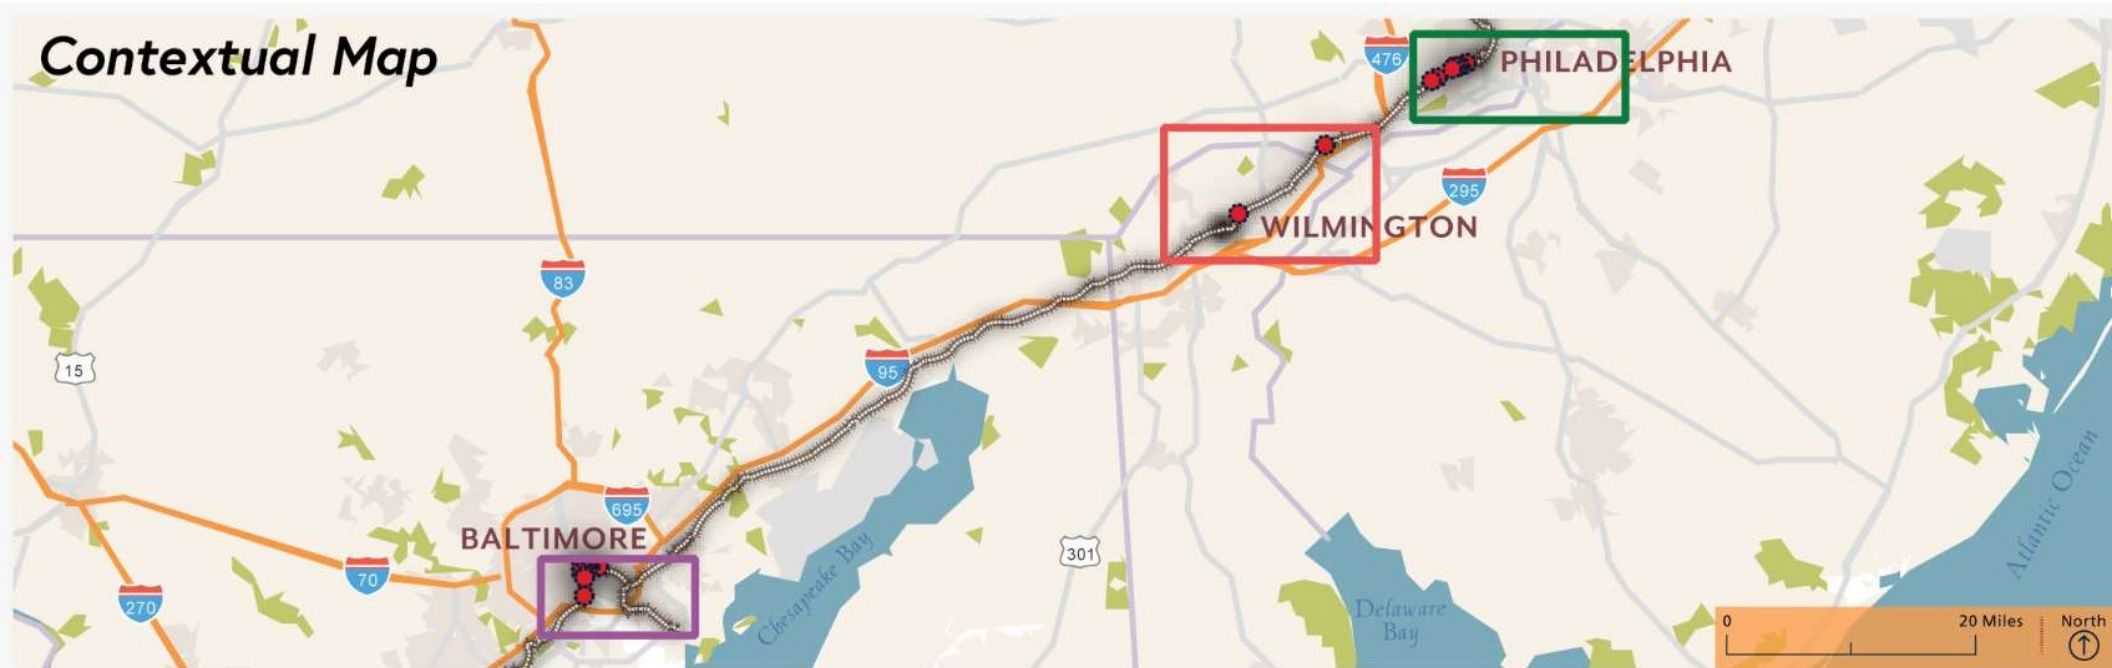 Contextual Map
476
PHILADELPHIA
295
WILMINGTON
83
15
95
695
BALTIMORE
301
70
270
Chesapeake Bay
Delaware
Bay
Atlantic Ocean
0
20 Miles
North